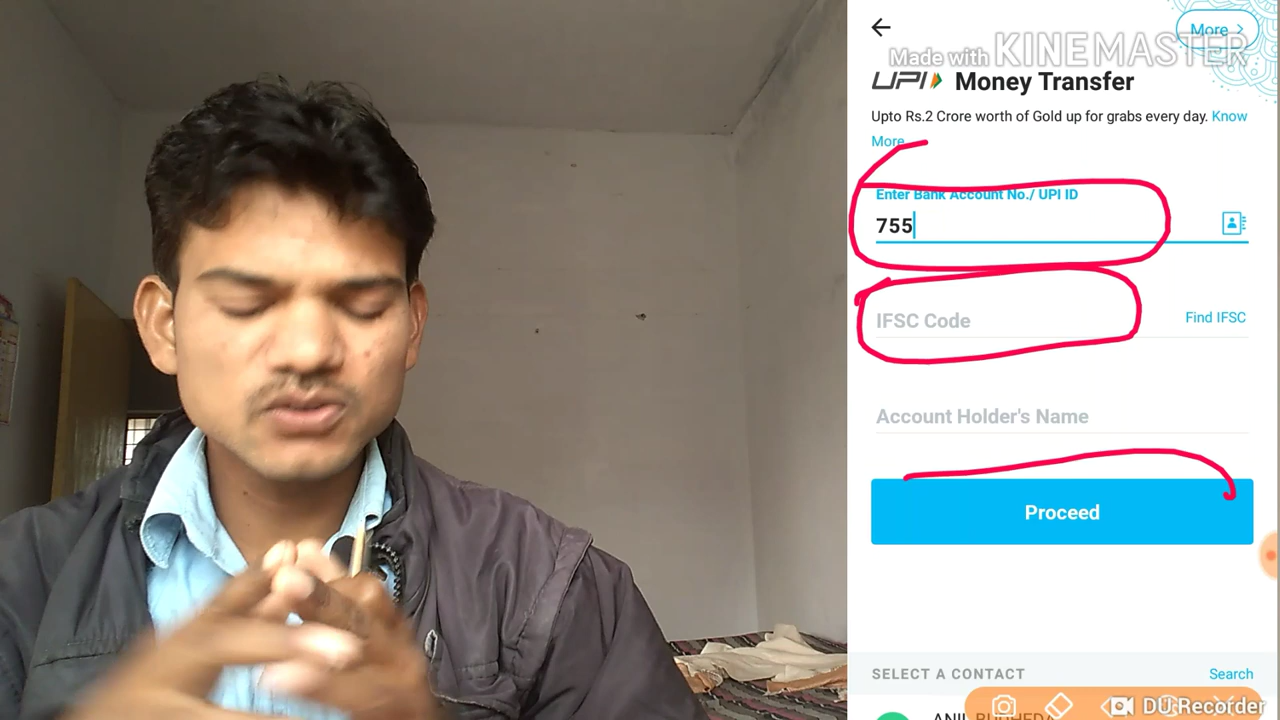 More >
Made with KINEMASTER
UPI Money Transfer
Upto Rs.2 Crore worth of Gold up for grabs every day. Know
More
Enter Bank Account No./ UPI ID
755
IFSC Code
Find IFSC
Account Holder's Name
Proceed
SELECT A CONTACT
Search
DU Recorder
ANIL